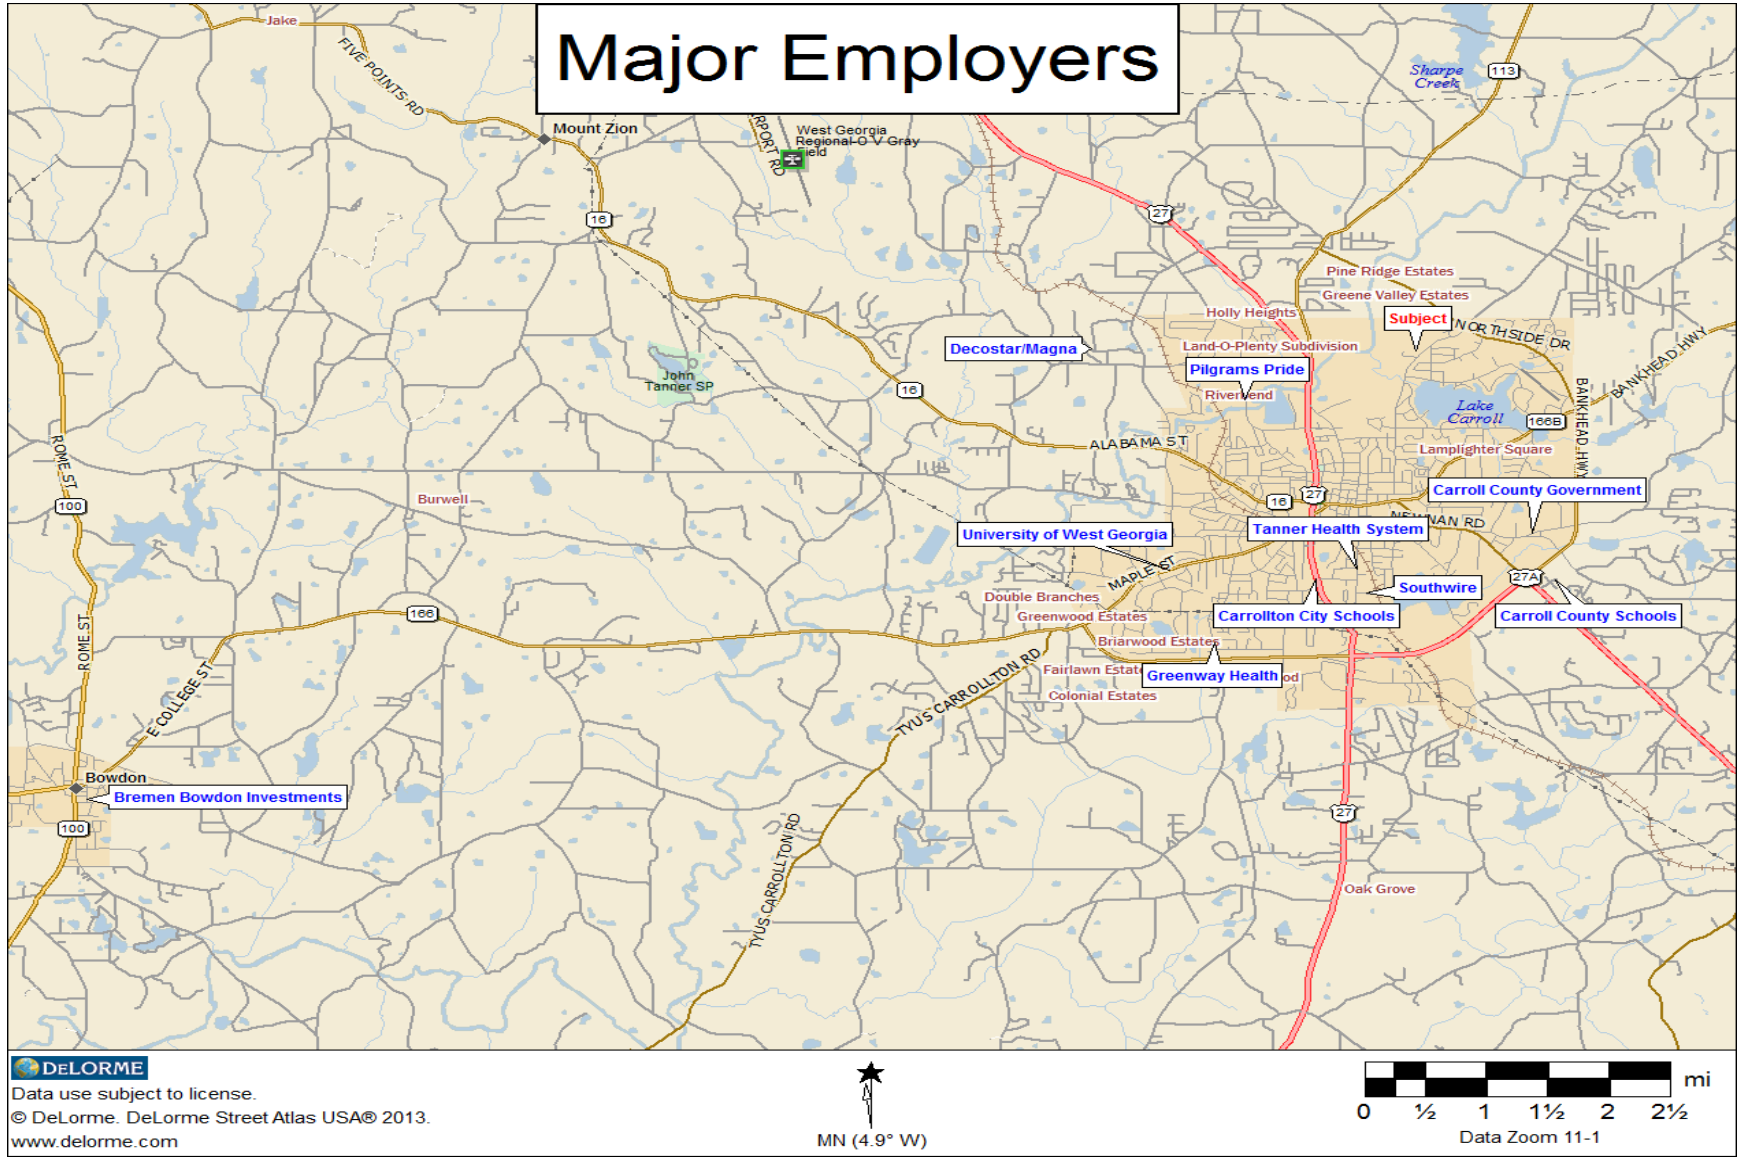 Major Employers
Jake
FIVE POINTS RD
Mount Zion
RPORT RD
West Georgia
Regional-O V Gray
Field
Sharpe
Creek
113
16
27
Pine Ridge Estates
Greene Valley Estates
Holly Heights
Subject
NORTHSIDE DR
Decostar/Magna
Land-O-Plenty Subdivision
Pilgrams Pride
Riverbend
John
Tanner SP
16
BANKHEAD HWY
BANKHEAD HWY
Lake
Carroll
166B
ALABAMA ST
Lamplighter Square
ROME ST
100
Burwell
16
27
Carroll County Government
NEWNAN RD
University of West Georgia
Tanner Health System
MAPLE ST
27A
Southwire
Double Branches
Greenwood Estates
Carrollton City Schools
Carroll County Schools
166
ROME ST
Briarwood Estates
Fairlawn Estate
Greenway Health
od
Colonial Estates
E COLLEGE ST
TYUS CARROLLTON RD
Bowdon
Bremen Bowdon Investments
100
27
TYUS CARROLLTON RD
Oak Grove
DELORME
Data use subject to license.
© DeLorme. DeLorme Street Atlas USA® 2013.
www.delorme.com
MN (4.9° W)
mi
0 ½ 1 1½ 2 2½
Data Zoom 11-1